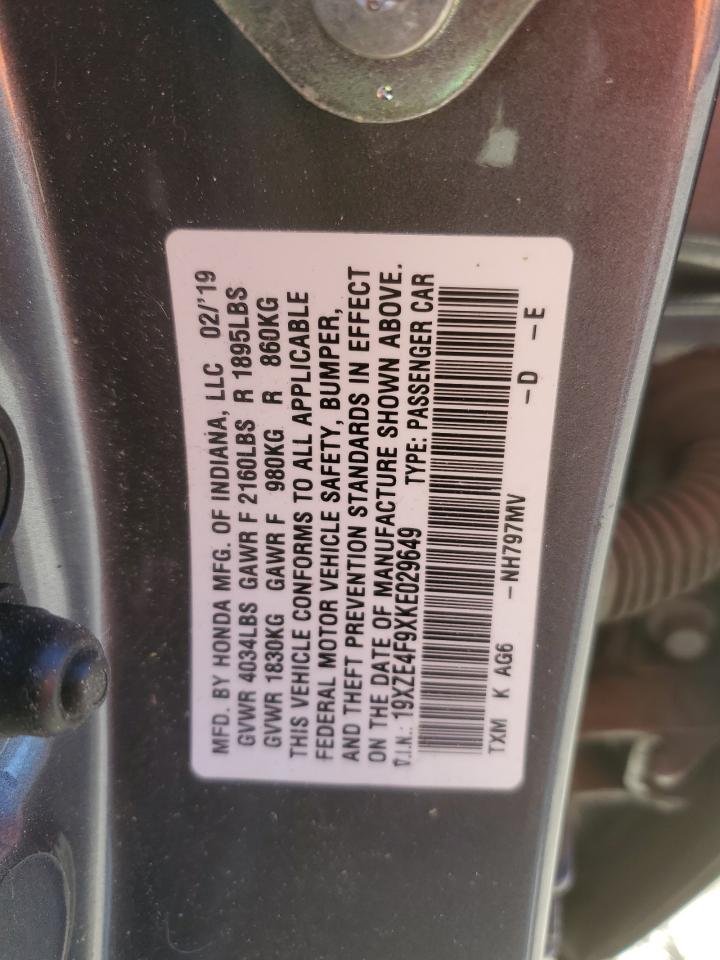 MFD. BY HONDA MFG. OF INDIANA, LLC 02/'19
GVWR 4034LBS GAWR F 2160LBS R 1895LBS
GVWR 1830KG GAWR F 980KG R 860KG
THIS VEHICLE CONFORMS TO ALL APPLICABLE
FEDERAL MOTOR VEHICLE SAFETY, BUMPER,
AND THEFT PREVENTION STANDARDS IN EFFECT
ON THE DATE OF MANUFACTURE SHOWN ABOVE.
V.I.N.: 19XZE4F9XKE029649 TYPE: PASSENGER CAR
TXM K AG6 -NH797MV -D -E